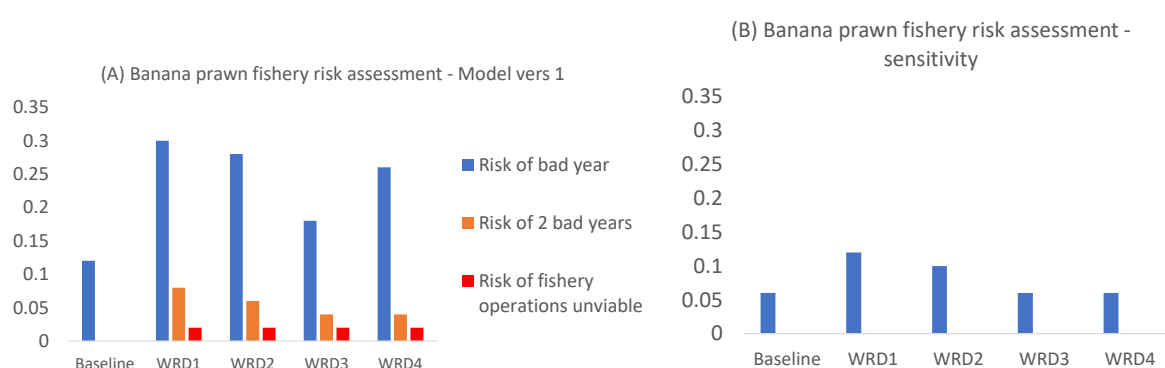 (A) Banana prawn fishery risk assessment - Model vers 1
0.35
0.3
0.25
0.2
0.15
0.1
0.05
0
Baseline WRD1 WRD2 WRD3 WRD4
Risk of bad year
Risk of 2 bad years
Risk of fishery
operations unviable
(B) Banana prawn fishery risk assessment -
sensitivity
0.35
0.3
0.25
0.2
0.15
0.1
0.05
0
Baseline WRD1 WRD2 WRD3 WRD4